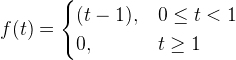 f(t) = { (t − 1), 0 ≤ t < 1
0, t ≥ 1